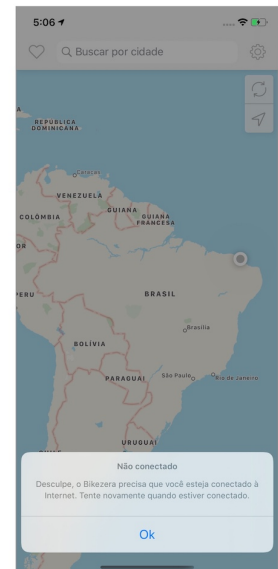 5:06
Buscar por cidade
A
REPÚBLICA
DOMINICANA
Caracas
VENEZUELA
GUIANA
GUIANA
FRANCESA
COLÔMBIA
OR
PERU
BRASIL
Brasília
BOLÍVIA
PARAGUAI
São Paulo
Rio de Janeiro
URUGUAI
Não conectado
Desculpe, o Bikezera precisa que você esteja conectado à
Internet. Tente novamente quando estiver conectado.
Ok